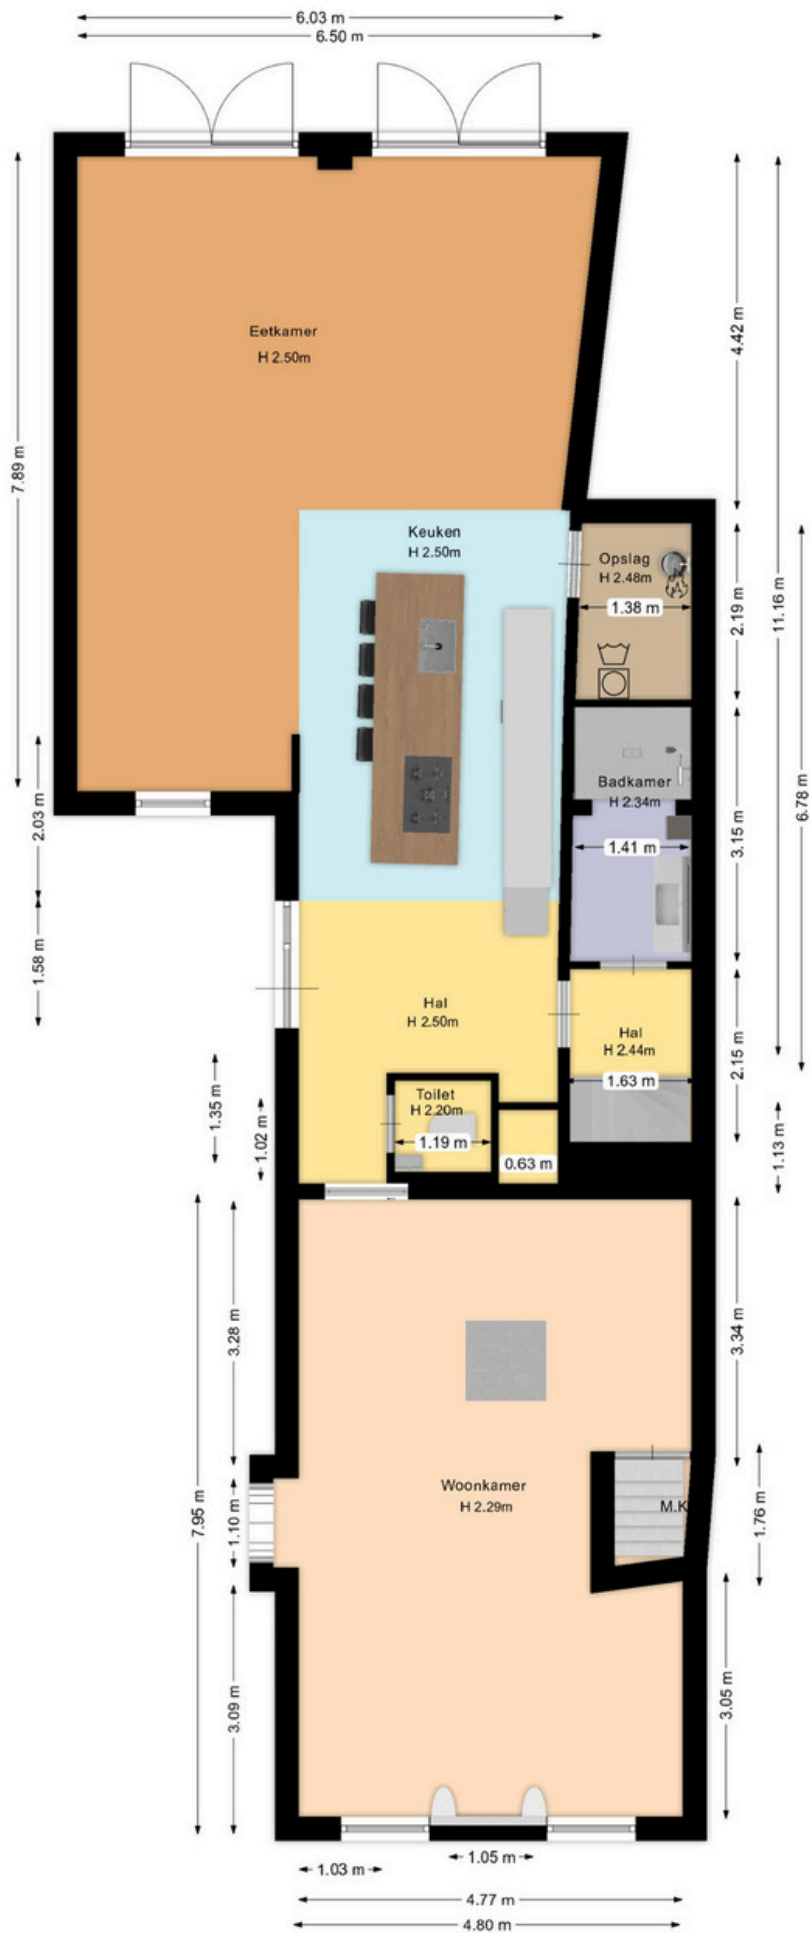 6.03 m
6.50 m
Eetkamer
H 2.50m
4.42 m
7.89 m
Keuken
H 2.50m
Opslag
H 2.48m
1.38 m
2.19 m
11.16 m
6.78 m
Badkamer
H 2.34m
1.41 m
3.15 m
2.03 m
1.58 m
Hal
H 2.50m
Hal
H 2.44m
1.63 m
2.15 m
1.35 m
1.02 m
Toilet
H 2.20m
1.19 m
0.63 m
1.13 m
3.28 m
3.34 m
7.95 m
1.10 m
Woonkamer
H 2.29m
M.K
1.76 m
3.09 m
3.05 m
1.05 m
1.03 m
4.77 m
4.80 m